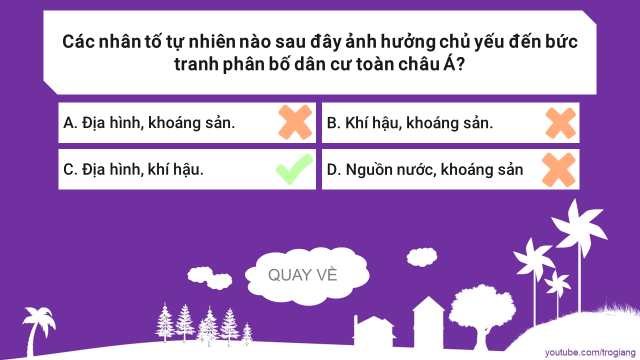 Các nhân tố tự nhiên nào sau đây ảnh hưởng chủ yếu đến bức
tranh phân bố dân cư toàn châu Á?
A. Địa hình, khoáng sản.
B. Khí hậu, khoáng sản.
C. Địa hình, khí hậu.
D. Nguồn nước, khoáng sản
QUAY VỀ
youtube.com/trogiang